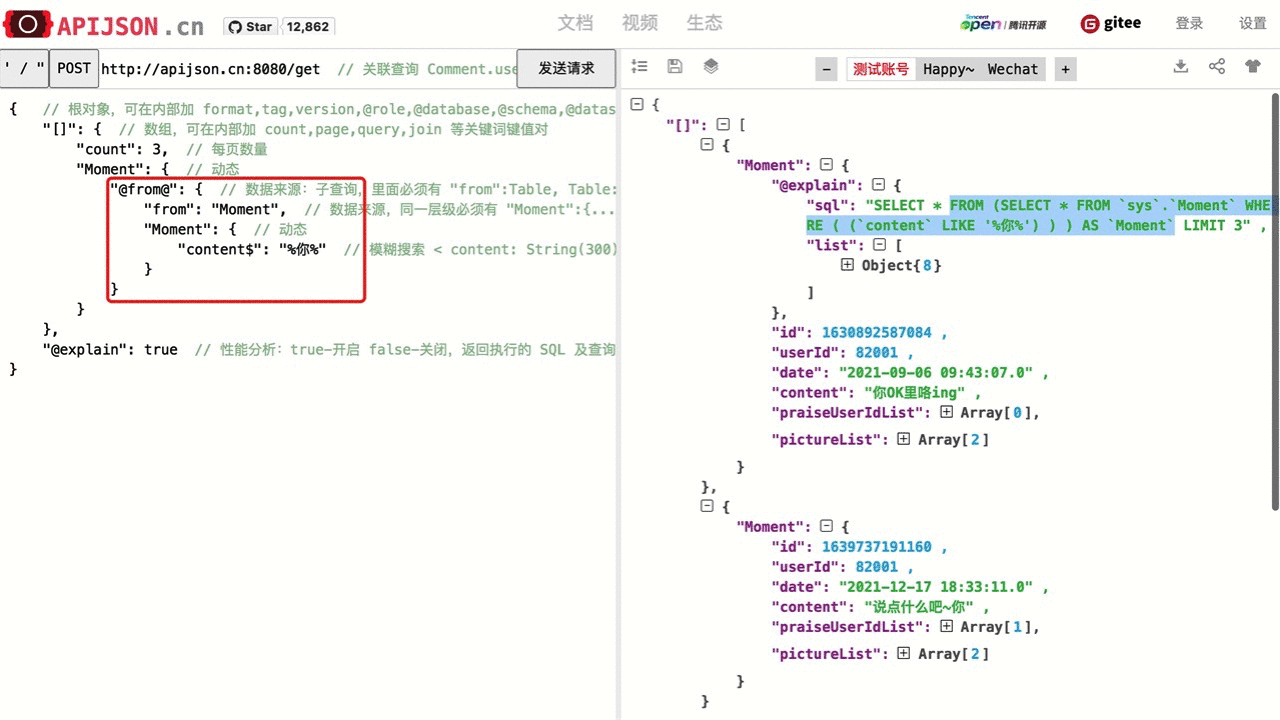 APIJSON.cn
Star 12,862
文档 视频 生态
Tencent Open | 腾讯开源
gitee
登录 设置
' / " POST http://apijson.cn:8080/get // 关联查询 Comment.use 发送请求
− 测试账号 Happy~ Wechat +
{ // 根对象，可在内部加 format,tag,version,@role,@database,@schema,@datas
"[]": { // 数组，可在内部加 count,page,query,join 等关键词键值对
"count": 3, // 每页数量
"Moment": { // 动态
"@from@": { // 数据来源：子查询，里面必须有 "from":Table, Table:
"from": "Moment", // 数据来源，同一层级必须有 "Moment":{...
"Moment": { // 动态
"content$": "%你%" // 模糊搜索 < content: String(300)
}
}
}
},
"@explain": true // 性能分析：true-开启 false-关闭，返回执行的 SQL 及查询
}
{
"[]": [
{
"Moment": {
"@explain": {
"sql": "SELECT * FROM (SELECT * FROM `sys`.`Moment` WHE
RE ( (`content` LIKE '%你%') ) ) AS `Moment` LIMIT 3" ,
"list": [
Object{8}
]
},
"id": 1630892587084 ,
"userId": 82001 ,
"date": "2021-09-06 09:43:07.0" ,
"content": "你OK里咯ing" ,
"praiseUserIdList": Array[0],
"pictureList": Array[2]
}
},
{
"Moment": {
"id": 1639737191160 ,
"userId": 82001 ,
"date": "2021-12-17 18:33:11.0" ,
"content": "说点什么吧~你" ,
"praiseUserIdList": Array[1],
"pictureList": Array[2]
}
}